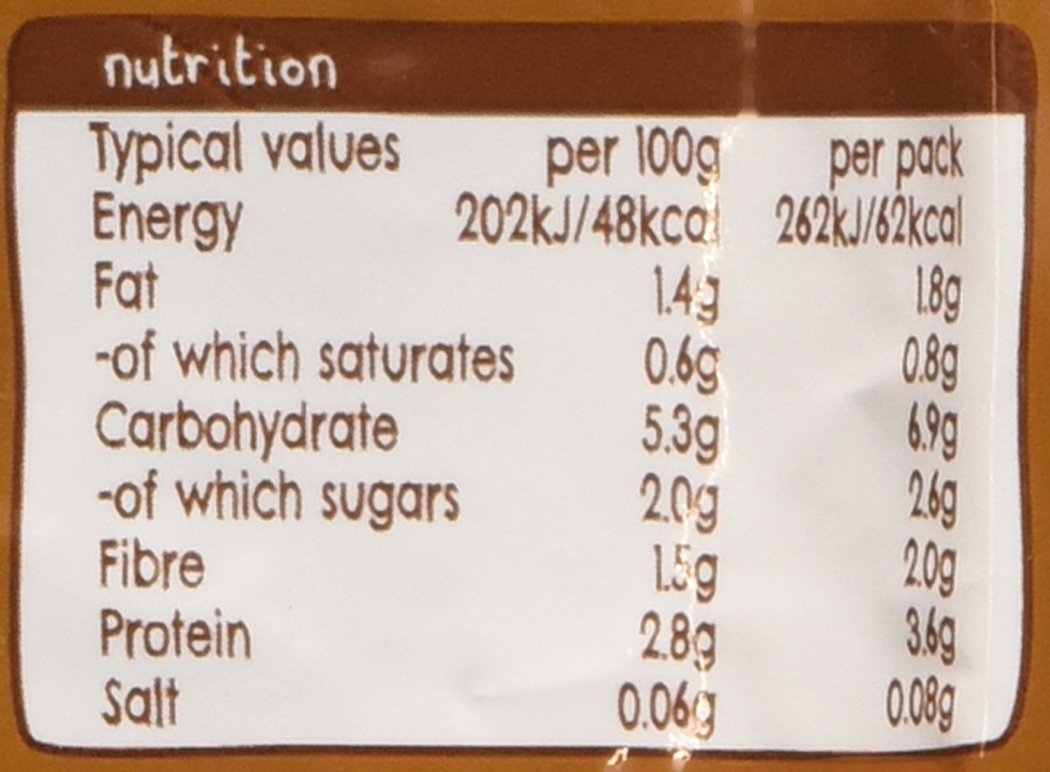 nutrition
Typical values per 100g per pack
Energy 202kJ/48kcal 262kJ/62kcal
Fat 1.4g 1.8g
-of which saturates 0.6g 0.8g
Carbohydrate 5.3g 6.9g
-of which sugars 2.0g 2.6g
Fibre 1.5g 2.0g
Protein 2.8g 3.6g
Salt 0.06g 0.08g